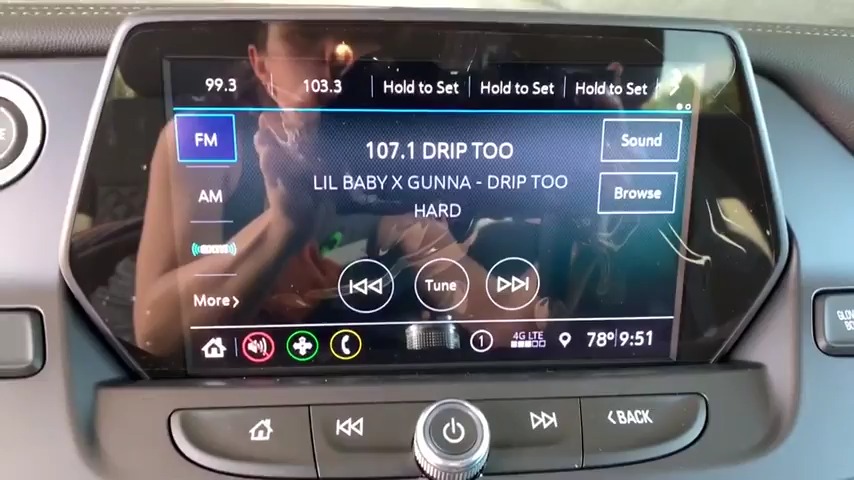 99.3 103.3 Hold to Set Hold to Set Hold to Set
FM
107.1 DRIP TOO
Sound
LIL BABY X GUNNA - DRIP TOO
HARD
AM
Browse
Tune
More
1 4G LTE 78° 9:51
BACK